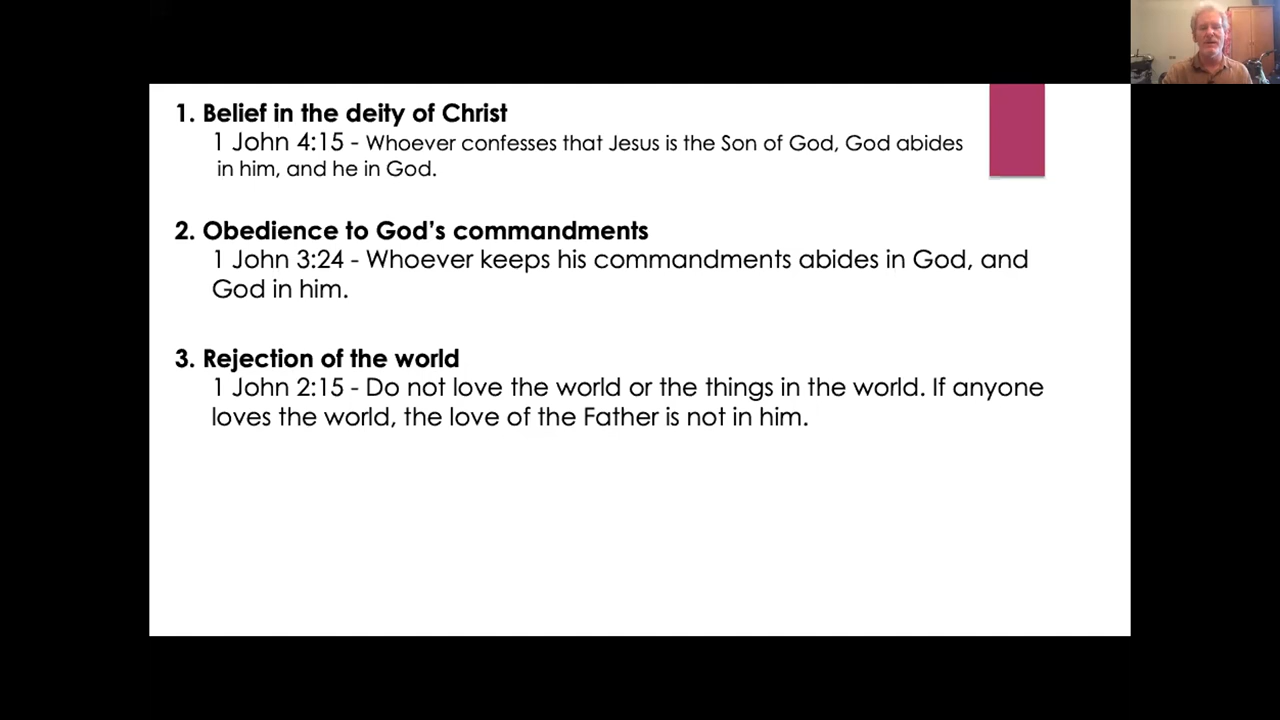 1. Belief in the deity of Christ
1 John 4:15 - Whoever confesses that Jesus is the Son of God, God abides
in him, and he in God.
2. Obedience to God’s commandments
1 John 3:24 - Whoever keeps his commandments abides in God, and
God in him.
3. Rejection of the world
1 John 2:15 - Do not love the world or the things in the world. If anyone
loves the world, the love of the Father is not in him.